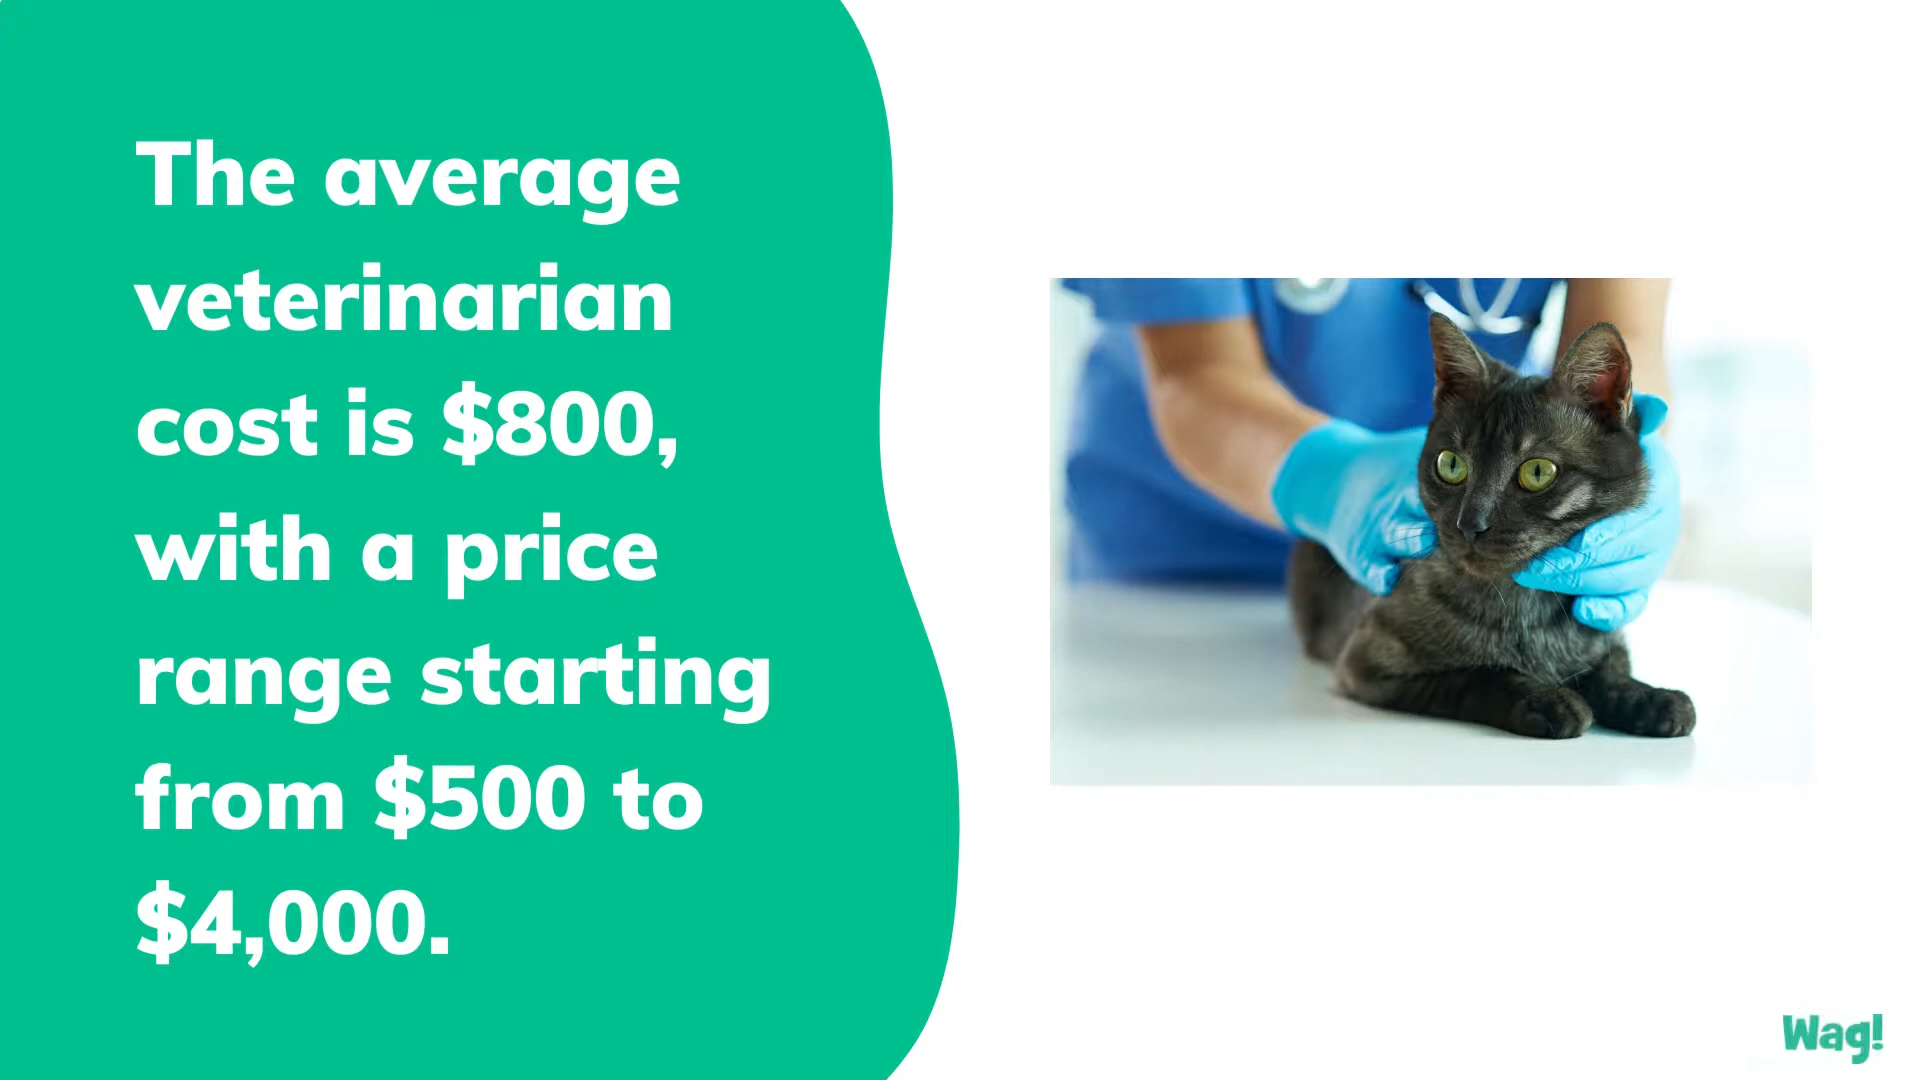 The average
veterinarian
cost is $800,
with a price
range starting
from $500 to
$4,000.
Wag!